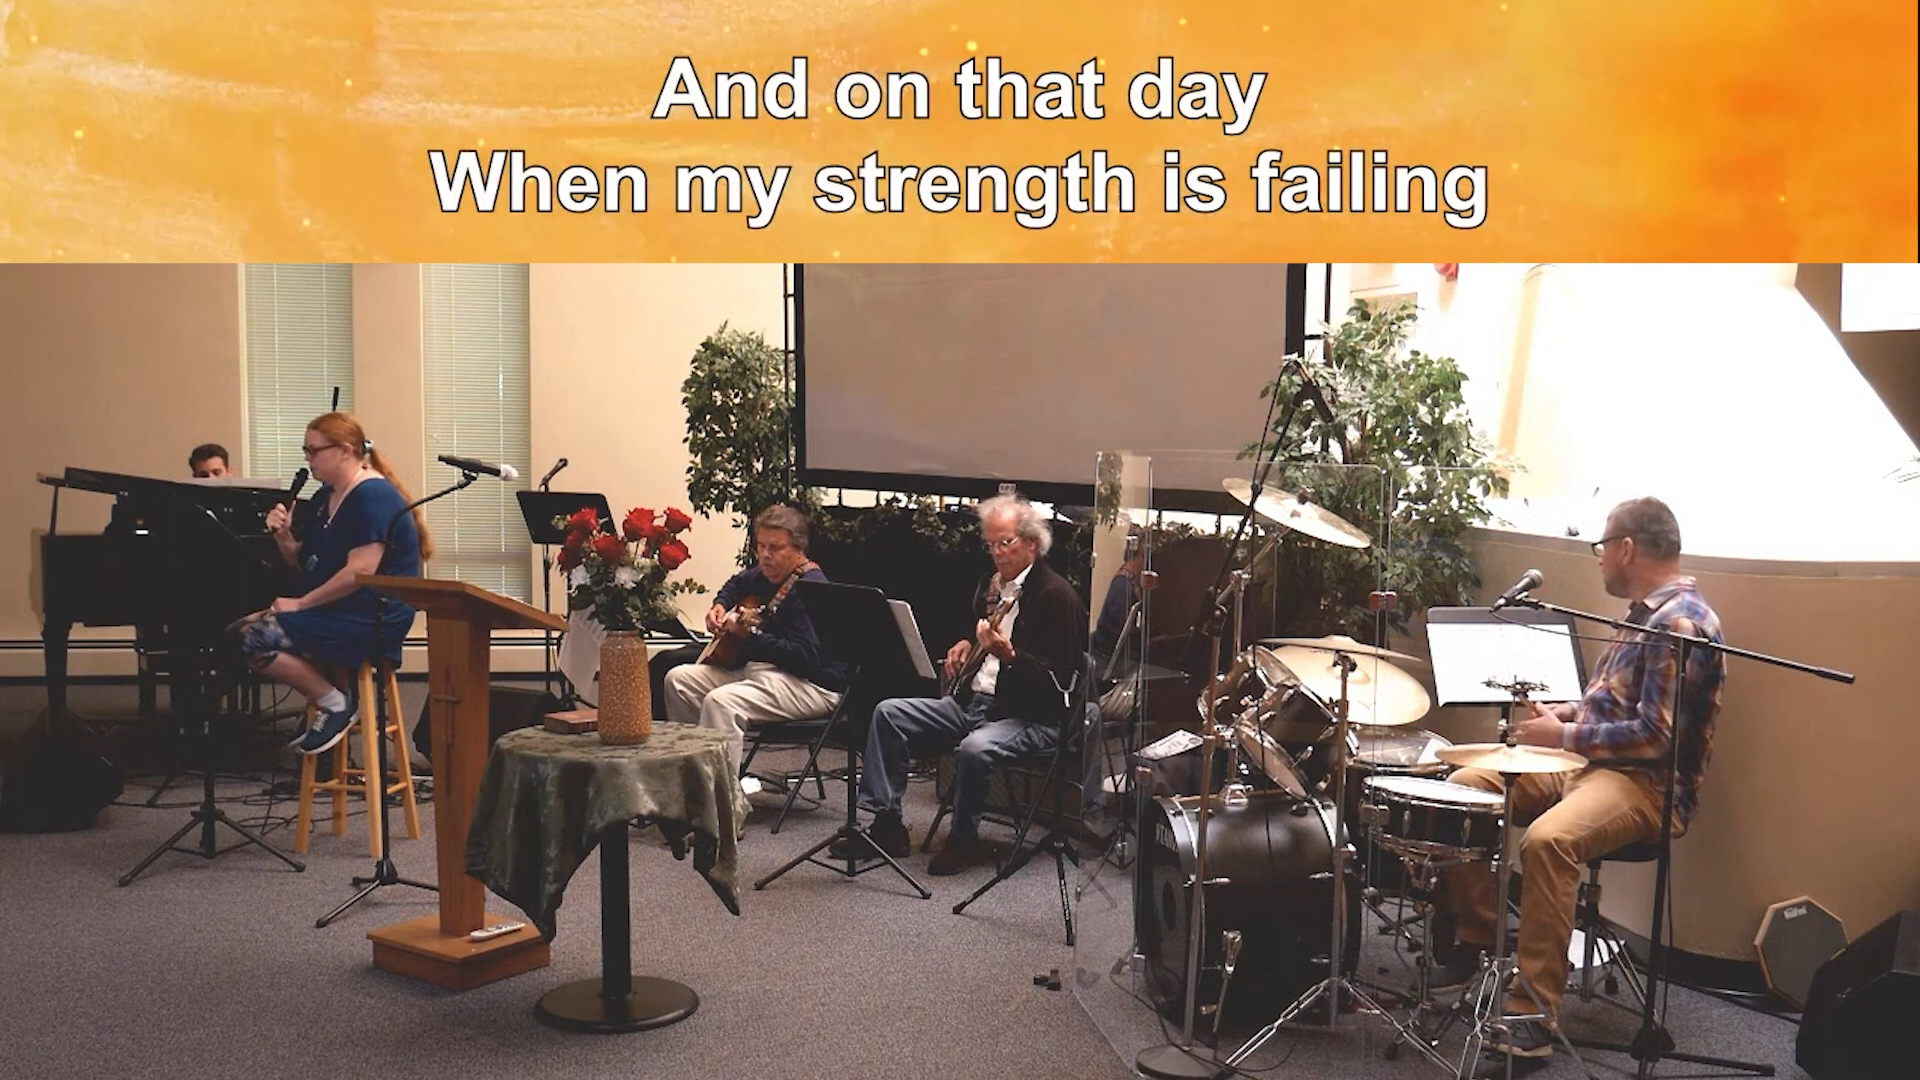 And on that day
When my strength is failing